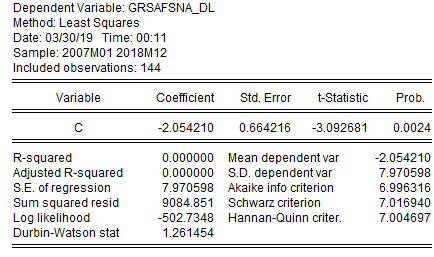 Dependent Variable: GRSAFSNA_DL
Method: Least Squares
Date: 03/30/19 Time: 00:11
Sample: 2007M01 2018M12
Included observations: 144
Variable Coefficient Std. Error t-Statistic Prob.
C -2.054210 0.664216 -3.092681 0.0024
R-squared 0.000000 Mean dependent var -2.054210
Adjusted R-squared 0.000000 S.D. dependent var 7.970598
S.E. of regression 7.970598 Akaike info criterion 6.996316
Sum squared resid 9084.851 Schwarz criterion 7.016940
Log likelihood -502.7348 Hannan-Quinn criter. 7.004697
Durbin-Watson stat 1.261454